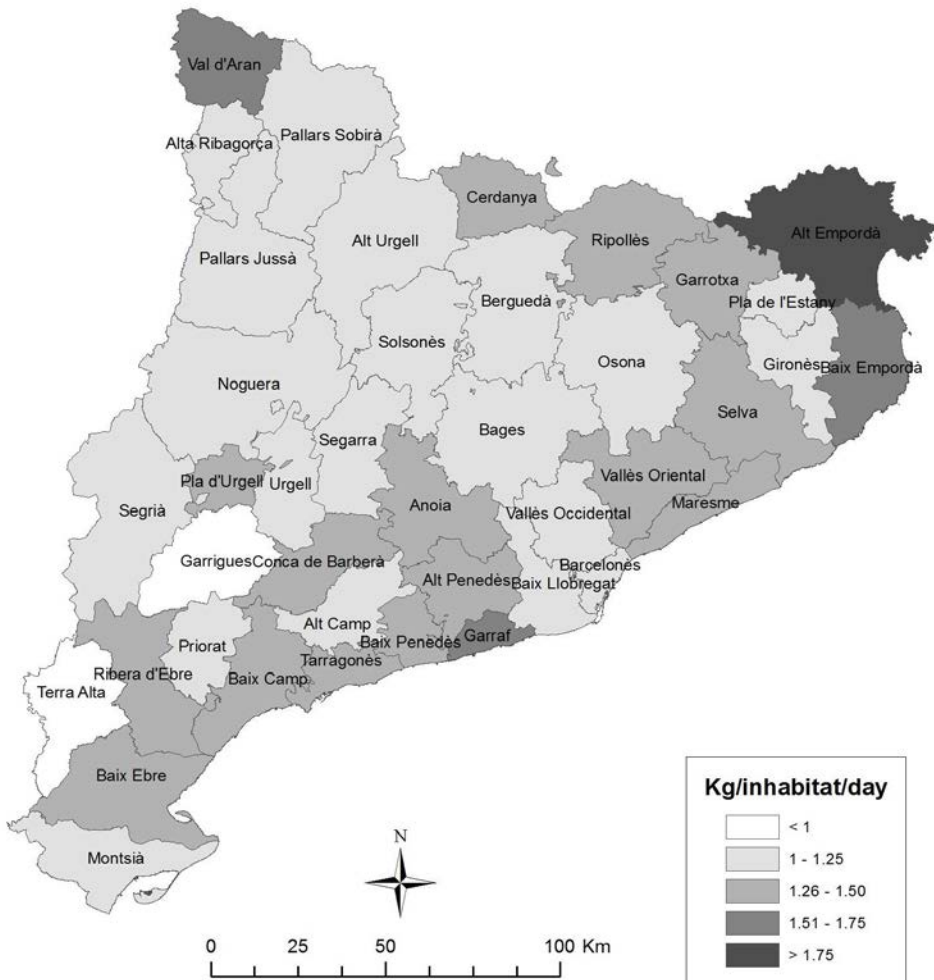 Val d'Aran
Alta Ribagorça
Pallars Sobirà
Cerdanya
Alt Urgell
Ripollès
Alt Empordà
Pallars Jussà
Garrotxa
Berguedà
Pla de l'Estany
Solsonès
Osona
Gironès
Baix Empordà
Noguera
Selva
Segarra
Bages
Pla d'Urgell
Urgell
Vallès Oriental
Segrià
Anoia
Vallès Occidental
Maresme
Garrigues
Conca de Barberà
Barcelonès
Alt Penedès
Baix Llobregat
Alt Camp
Priorat
Baix Penedès
Garraf
Tarragonès
Ribera d'Ebre
Baix Camp
Terra Alta
Baix Ebre
Montsià
N
0 25 50 100 Km
Kg/inhabitat/day
< 1
1 - 1.25
1.26 - 1.50
1.51 - 1.75
> 1.75